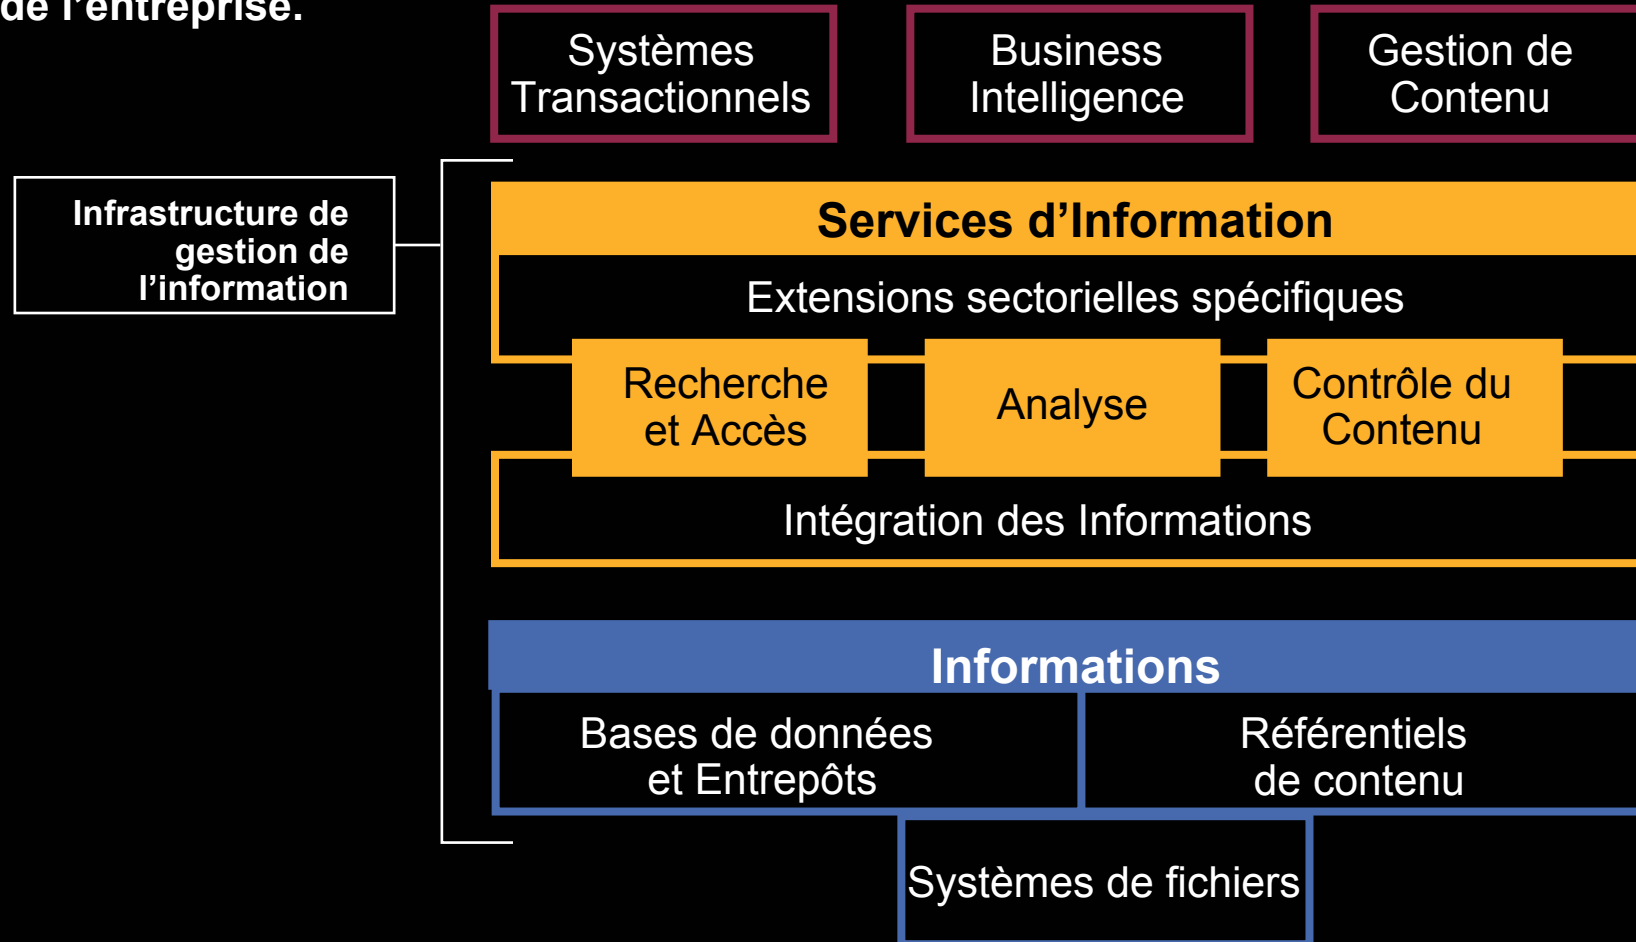 de l’entreprise.
Systèmes
Transactionnels
Business
Intelligence
Gestion de
Contenu
Infrastructure de
gestion de
l’information
Services d’Information
Extensions sectorielles spécifiques
Recherche
et Accès
Analyse
Contrôle du
Contenu
Intégration des Informations
Informations
Bases de données
et Entrepôts
Référentiels
de contenu
Systèmes de fichiers